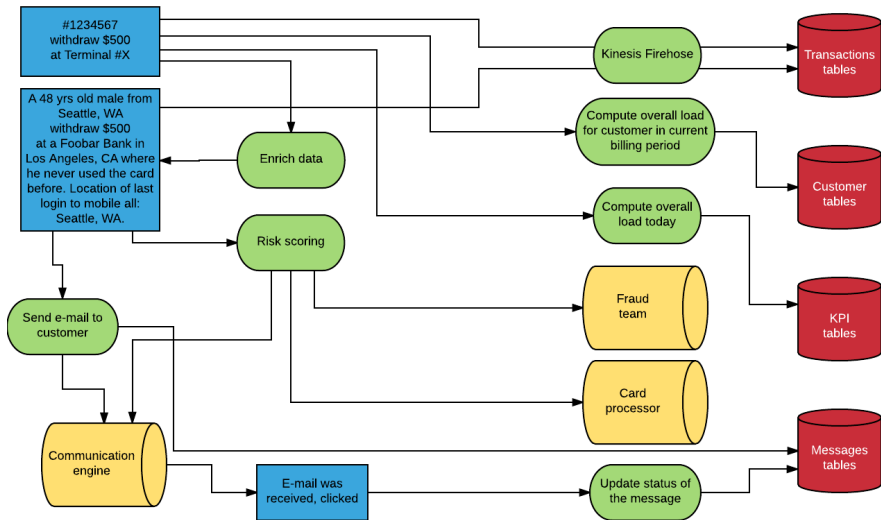 #1234567
withdraw $500
at Terminal #X
Kinesis Firehose
Transactions
tables
A 48 yrs old male from
Seattle, WA
withdraw $500
at a Foobar Bank in
Los Angeles, CA where
he never used the card
before. Location of last
login to mobile all:
Seattle, WA.
Enrich data
Compute overall load
for customer in current
billing period
Customer
tables
Risk scoring
Compute overall
load today
Send e-mail to
customer
Fraud
team
KPI
tables
Card
processor
Communication
engine
E-mail was
received, clicked
Update status of
the message
Messages
tables